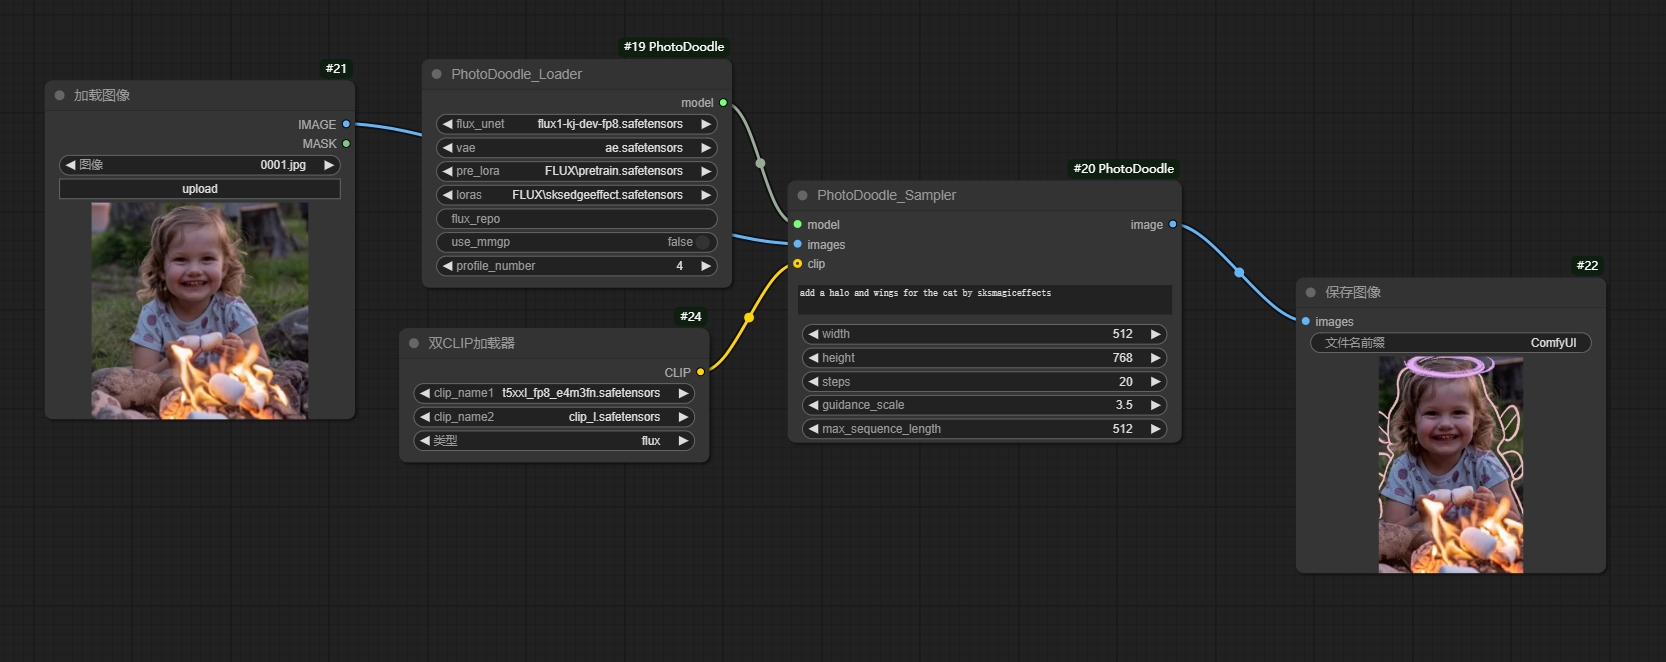 #21
加载图像
IMAGE
MASK
图像 0001.jpg
upload
#19 PhotoDoodle
PhotoDoodle_Loader
model
flux_unet flux1-kj-dev-fp8.safetensors
vae ae.safetensors
pre_lora FLUX\pretrain.safetensors
loras FLUX\sksedgeeffect.safetensors
flux_repo
use_mmgp false
profile_number 4
#24
双CLIP加载器
CLIP
clip_name1 t5xxl_fp8_e4m3fn.safetensors
clip_name2 clip_l.safetensors
类型 flux
#20 PhotoDoodle
PhotoDoodle_Sampler
model image
images
clip
add a halo and wings for the cat by sksmagiceffects
width 512
height 768
steps 20
guidance_scale 3.5
max_sequence_length 512
#22
保存图像
images
文件名前缀 ComfyUI